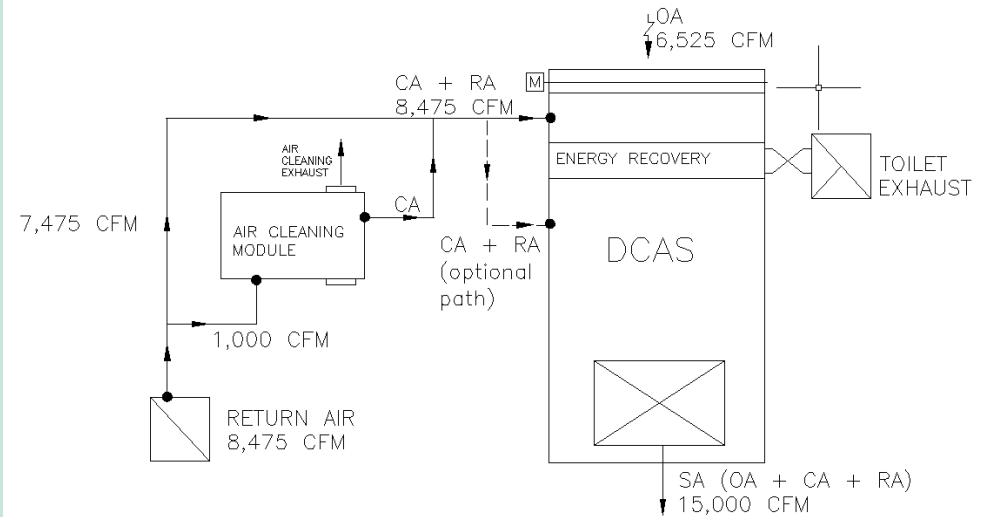 OA
6,525 CFM
M
CA + RA
8,475 CFM
AIR
CLEANING
EXHAUST
ENERGY RECOVERY
TOILET
EXHAUST
7,475 CFM
CA
AIR CLEANING
MODULE
CA + RA
(optional
path)
DCAS
1,000 CFM
RETURN AIR
8,475 CFM
SA (OA + CA + RA)
15,000 CFM